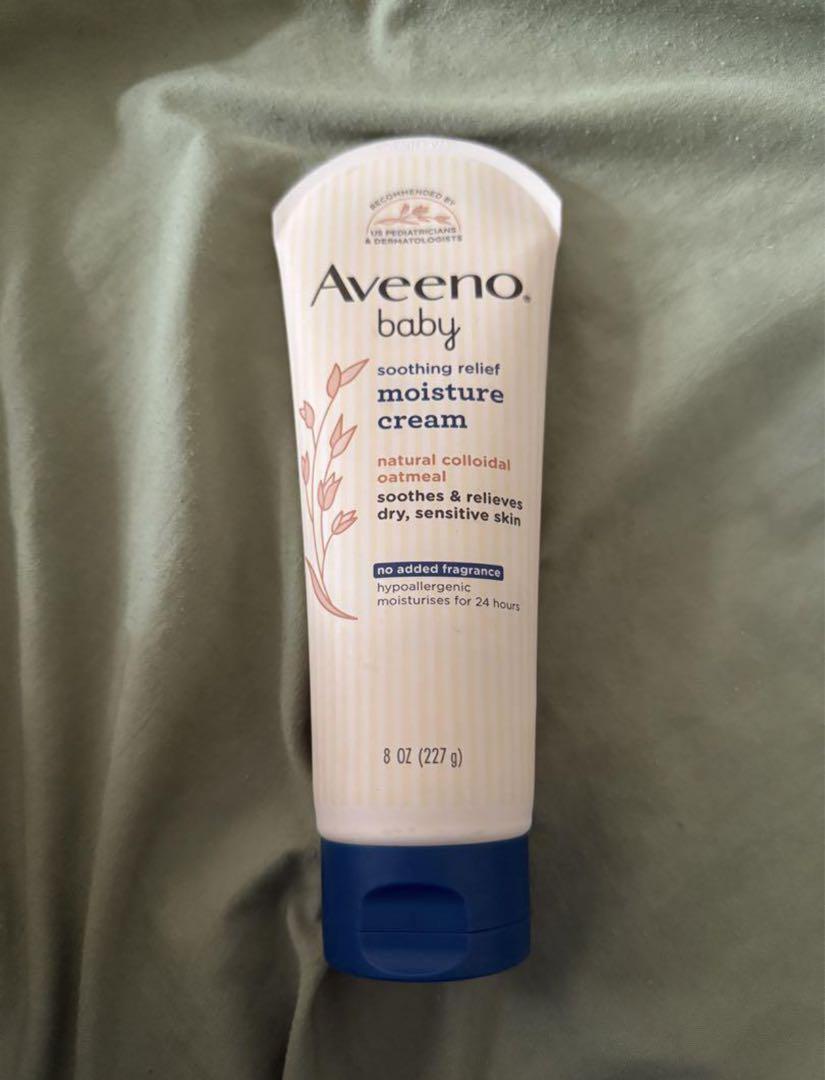 RECOMMENDED BY
US PEDIATRICIANS
& DERMATOLOGISTS
Aveeno®
baby
soothing relief
moisture
cream
natural colloidal
oatmeal
soothes & relieves
dry, sensitive skin
no added fragrance
hypoallergenic
moisturises for 24 hours
8 OZ (227 g)